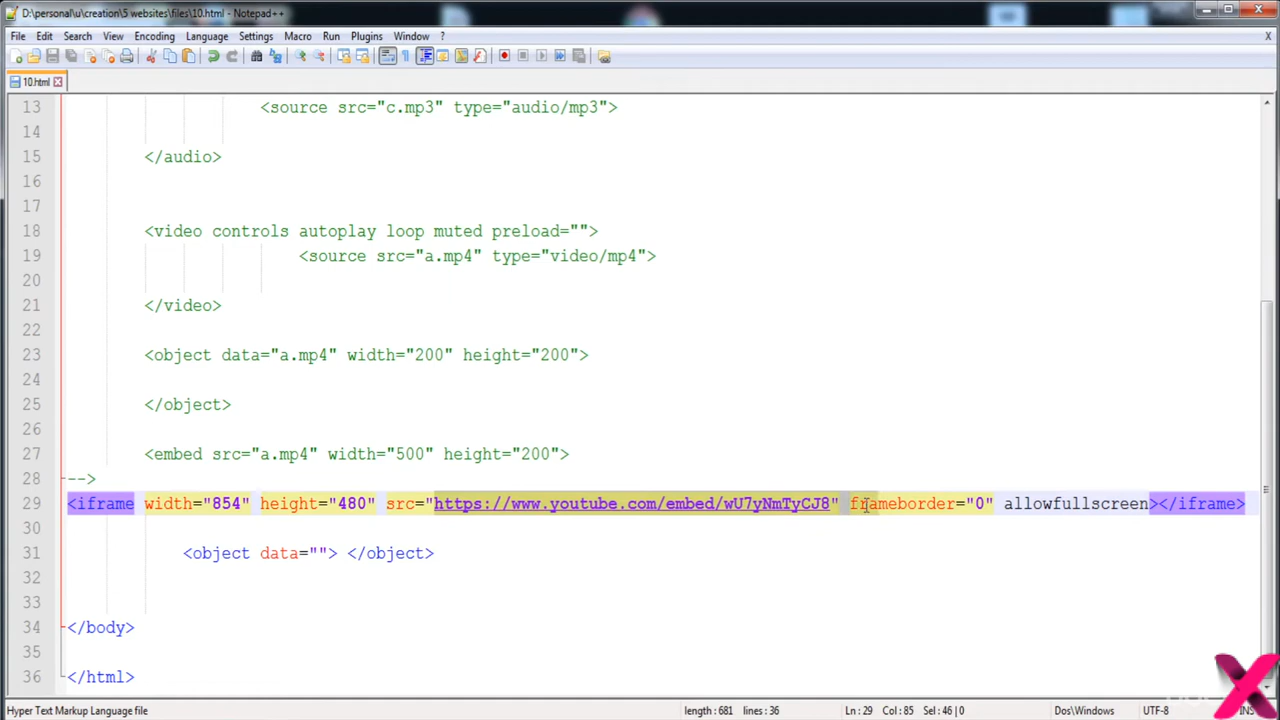 D:\personal\u\creation\5 websites\files\10.html - Notepad++
File Edit Search View Encoding Language Settings Macro Run Plugins Window ? X
10.html
13 <source src="c.mp3" type="audio/mp3">
14
15 </audio>
16
17
18 <video controls autoplay loop muted preload="">
19 <source src="a.mp4" type="video/mp4">
20
21 </video>
22
23 <object data="a.mp4" width="200" height="200">
24
25 </object>
26
27 <embed src="a.mp4" width="500" height="200">
28 -->
29 <iframe width="854" height="480" src="https://www.youtube.com/embed/wU7yNmTyCJ8" frameborder="0" allowfullscreen></iframe>
30
31 <object data=""> </object>
32
33
34 </body>
35
36 </html>
Hyper Text Markup Language file length:681 lines:36 Ln:29 Col:85 Sel:46|0 Dos\Windows UTF-8 INS